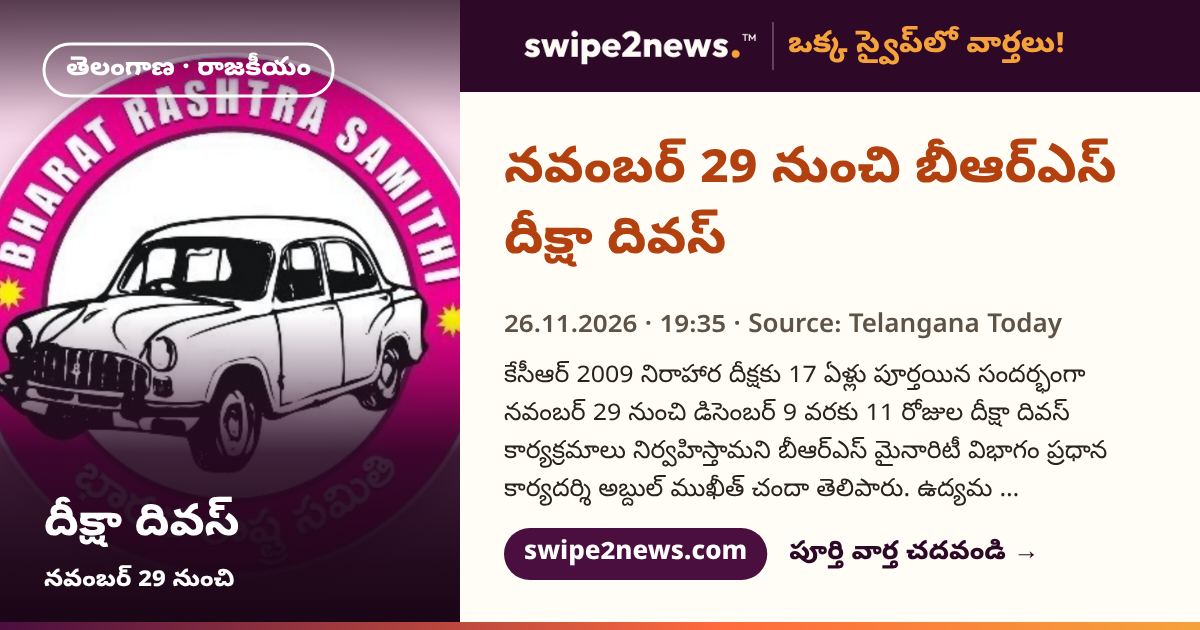 తెలంగాణ · రాజకీయం
BHARAT RASHTRA SAMITHI
భారత రాష్ట్ర సమితి
దీక్షా దివస్
నవంబర్ 29 నుంచి
swipe2news.™
ఒక్క స్వైప్‌లో వార్తలు!
నవంబర్ 29 నుంచి బీఆర్ఎస్
దీక్షా దివస్
26.11.2026 · 19:35 · Source: Telangana Today
కేసీఆర్ 2009 నిరాహార దీక్షకు 17 ఏళ్లు పూర్తయిన సందర్భంగా
నవంబర్ 29 నుంచి డిసెంబర్ 9 వరకు 11 రోజుల దీక్షా దివస్
కార్యక్రమాలు నిర్వహిస్తామని బీఆర్ఎస్ మైనారిటీ విభాగం ప్రధాన
కార్యదర్శి అబ్దుల్ ముఖీత్ చందా తెలిపారు. ఉద్యమ ...
swipe2news.com
పూర్తి వార్త చదవండి →